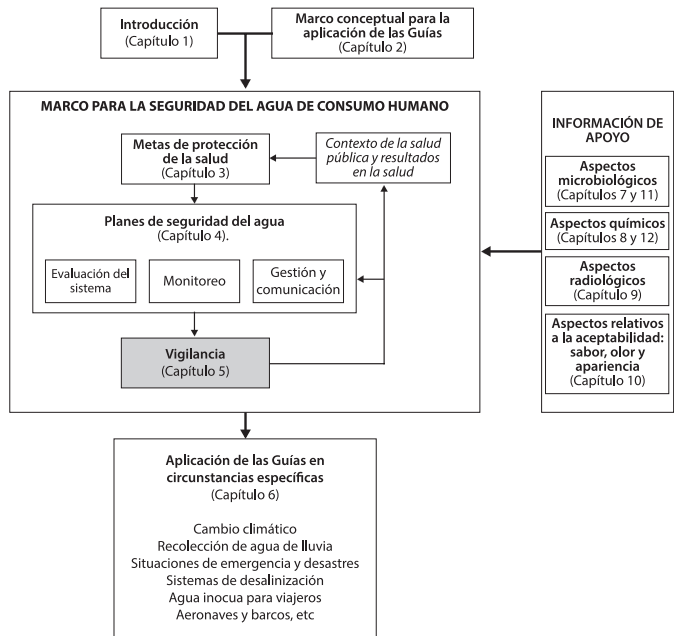 Introducción
(Capítulo 1)
Marco conceptual para la
aplicación de las Guías
(Capítulo 2)
MARCO PARA LA SEGURIDAD DEL AGUA DE CONSUMO HUMANO
Metas de protección
de la salud
(Capítulo 3)
Contexto de la salud
pública y resultados
en la salud
Planes de seguridad del agua
(Capítulo 4).
Evaluación del
sistema
Monitoreo
Gestión y
comunicación
Vigilancia
(Capítulo 5)
INFORMACIÓN DE
APOYO
Aspectos
microbiológicos
(Capítulos 7 y 11)
Aspectos químicos
(Capítulos 8 y 12)
Aspectos
radiológicos
(Capítulo 9)
Aspectos relativos
a la aceptabilidad:
sabor, olor y
apariencia
(Capítulo 10)
Aplicación de las Guías en
circunstancias específicas
(Capítulo 6)
Cambio climático
Recolección de agua de lluvia
Situaciones de emergencia y desastres
Sistemas de desalinización
Agua inocua para viajeros
Aeronaves y barcos, etc